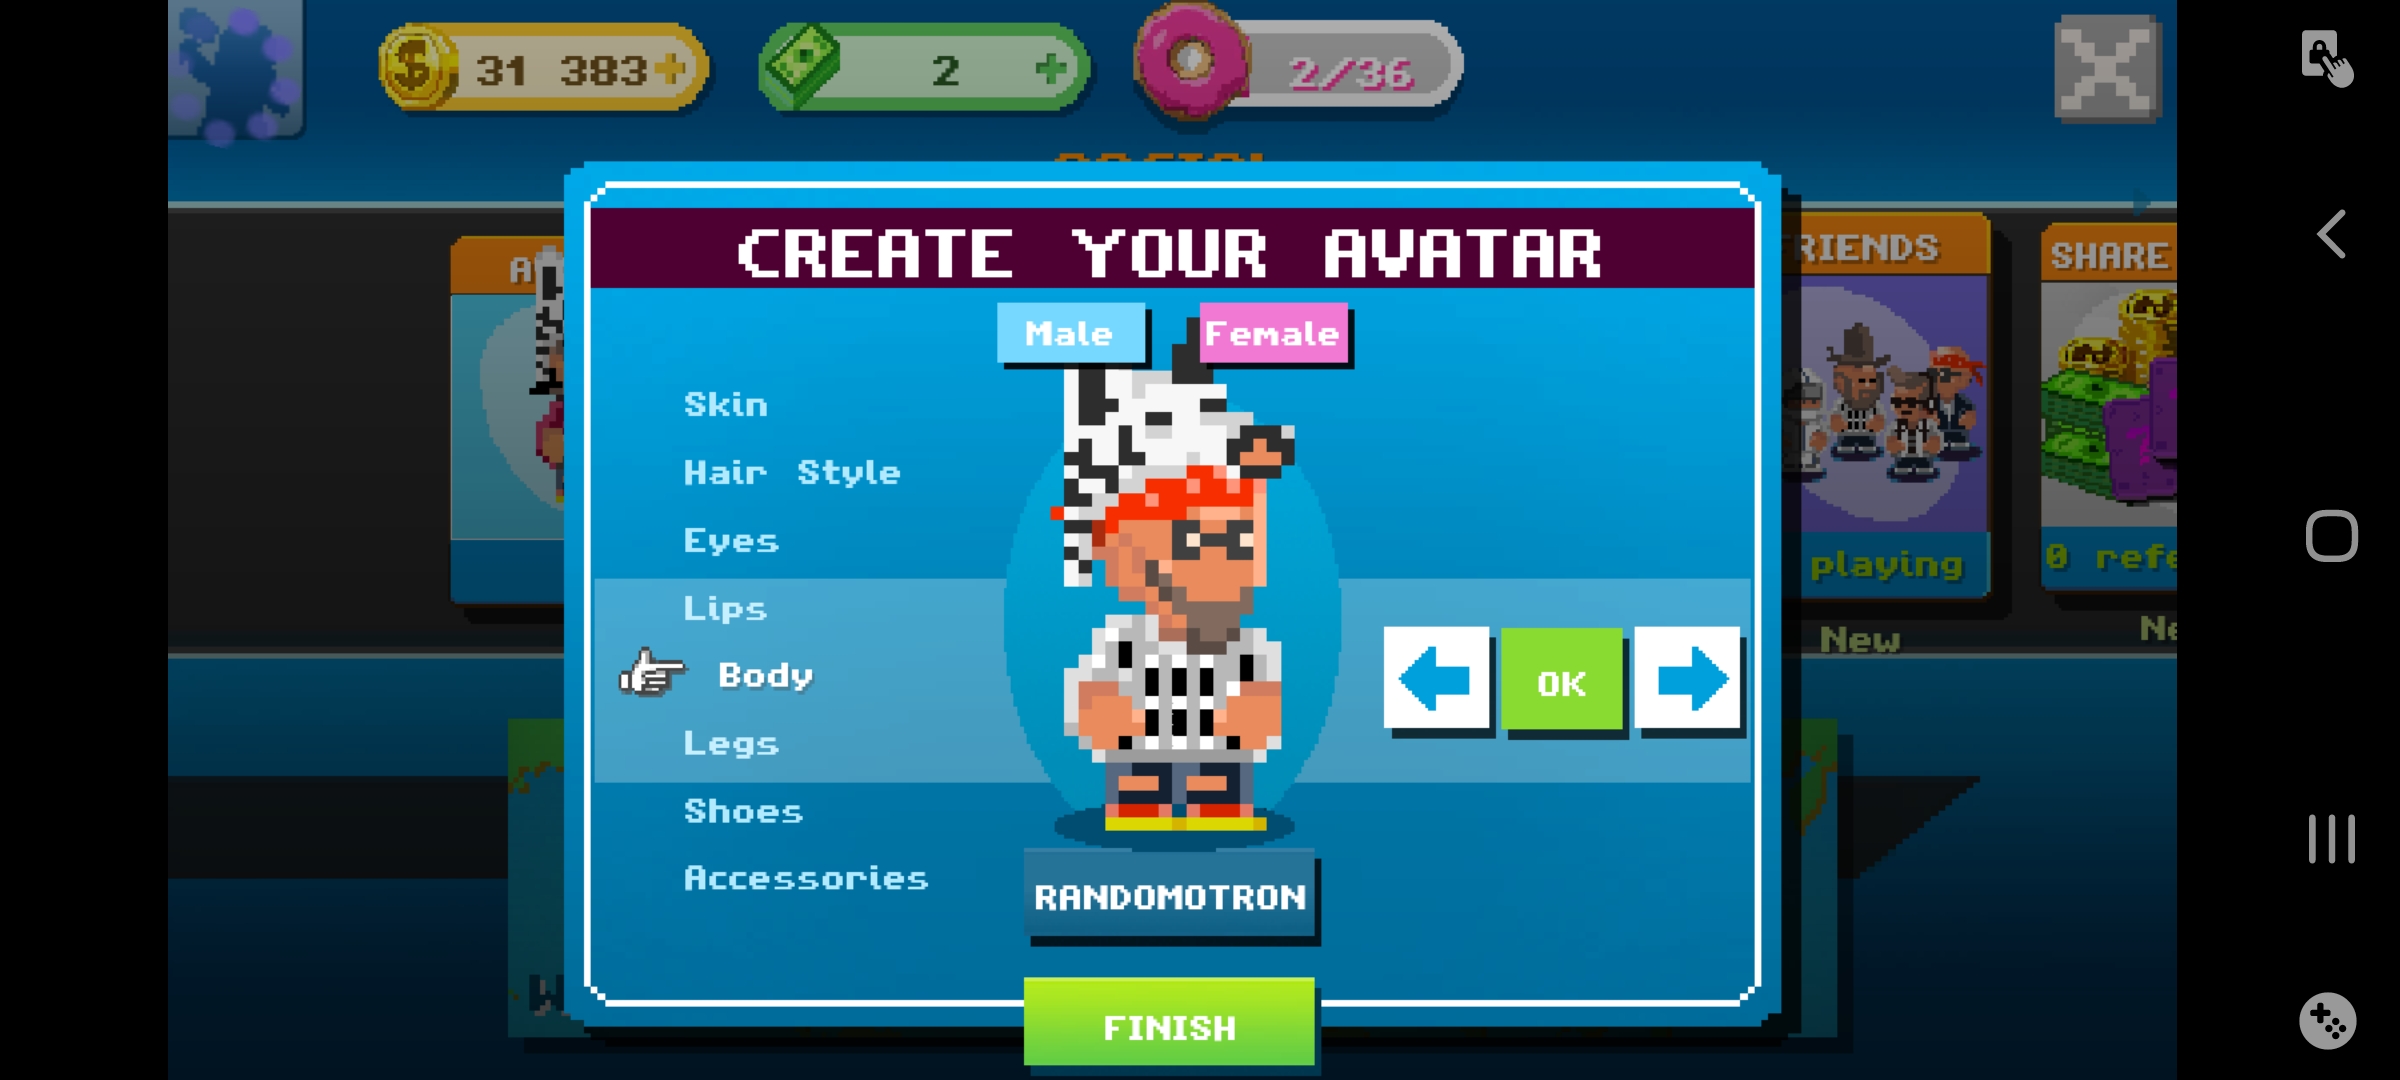 31 383
2
2/36
CREATE YOUR AVATAR
Male
Female
Skin
Hair Style
Eyes
Lips
Body
Legs
Shoes
Accessories
OK
RANDOMOTRON
FINISH
RIENDS
playing
New
SHARE
0 refe
Ne